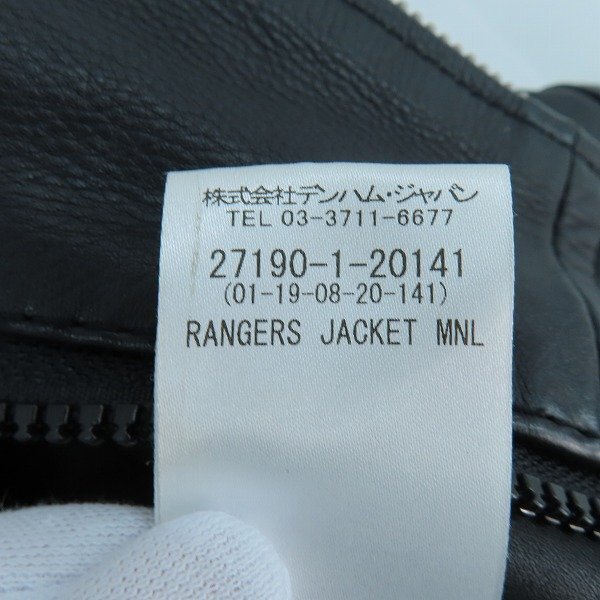 株式会社デンハム・ジャパン
TEL 03-3711-6677
27190-1-20141
(01-19-08-20-141)
RANGERS JACKET MNL